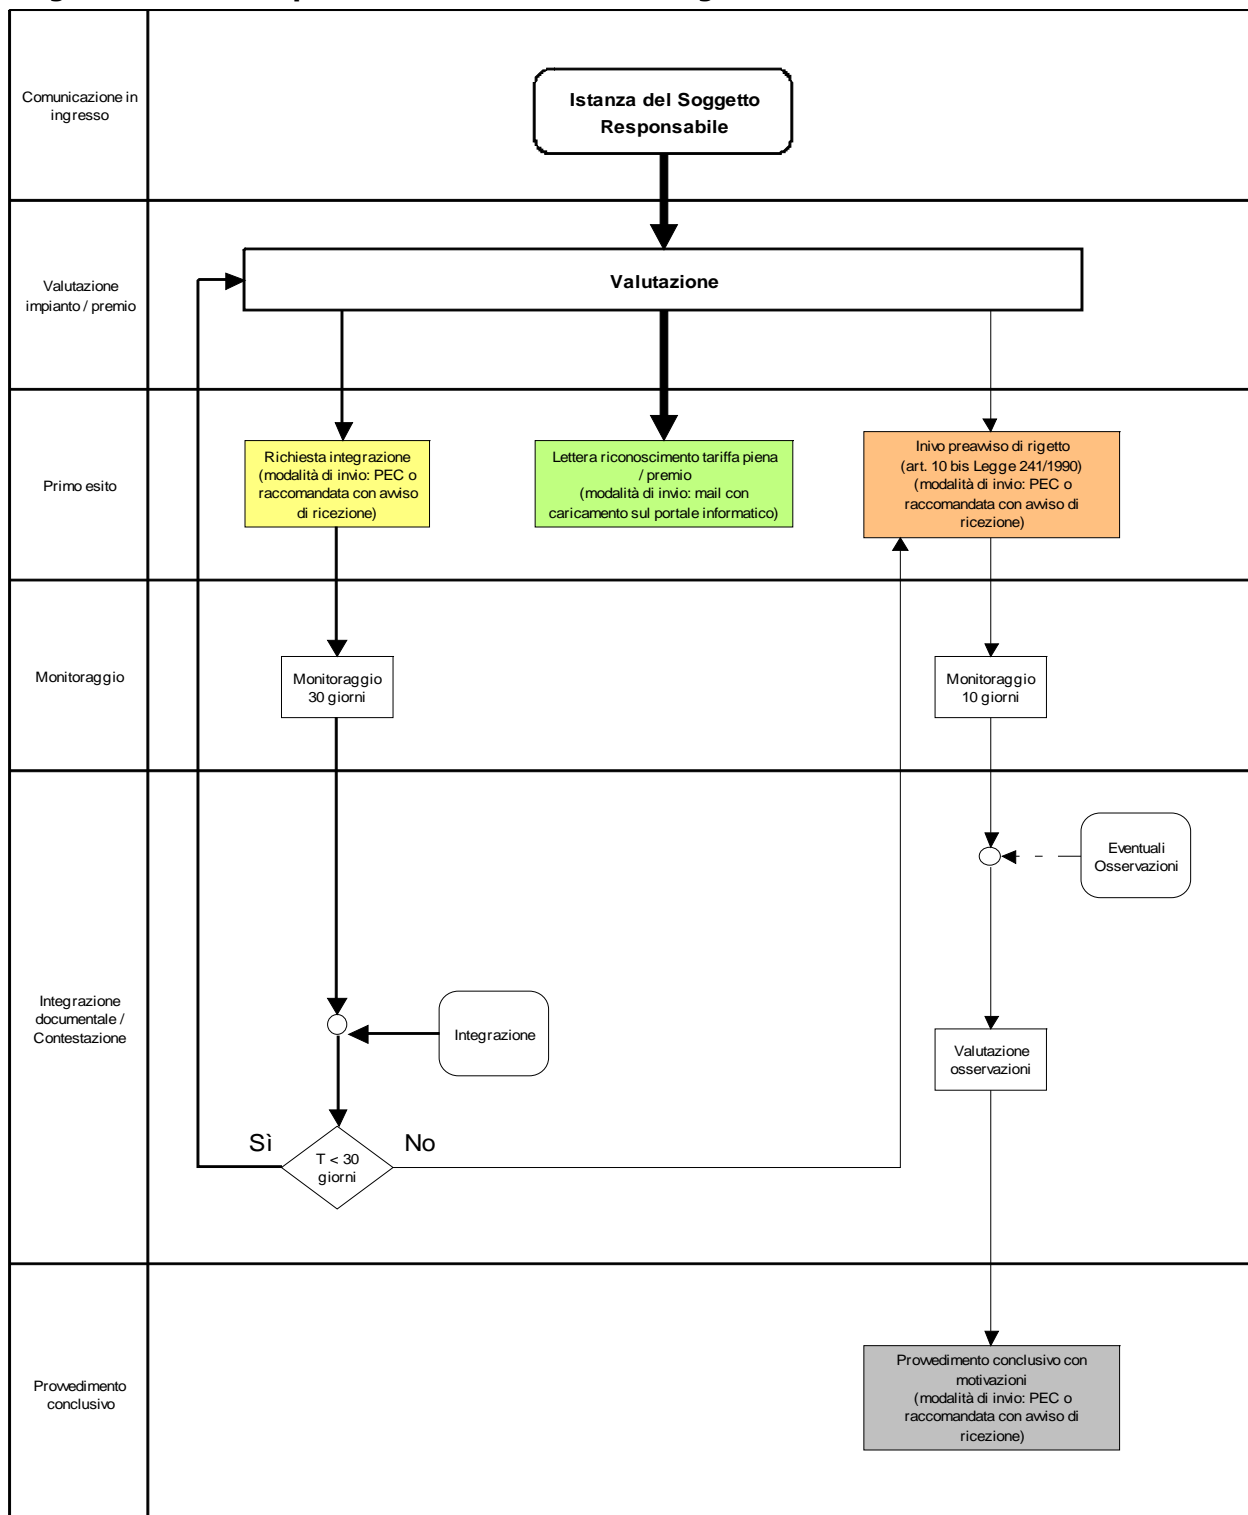 Comunicazione in
ingresso
Istanza del Soggetto
Responsabile
Valutazione
impianto / premio
Valutazione
Primo esito
Richiesta integrazione
(modalità di invio: PEC o
raccomandata con avviso
di ricezione)
Lettera riconoscimento tariffa piena
/ premio
(modalità di invio: mail con
caricamento sul portale informatico)
Inivo preavviso di rigetto
(art. 10 bis Legge 241/1990)
(modalità di invio: PEC o
raccomandata con avviso di
ricezione)
Monitoraggio
Monitoraggio
30 giorni
Monitoraggio
10 giorni
Integrazione
documentale /
Contestazione
Eventuali
Osservazioni
Integrazione
Valutazione
osservazioni
Sì
T < 30
giorni
No
Provvedimento
conclusivo
Provvedimento conclusivo con
motivazioni
(modalità di invio: PEC o
raccomandata con avviso di
ricezione)